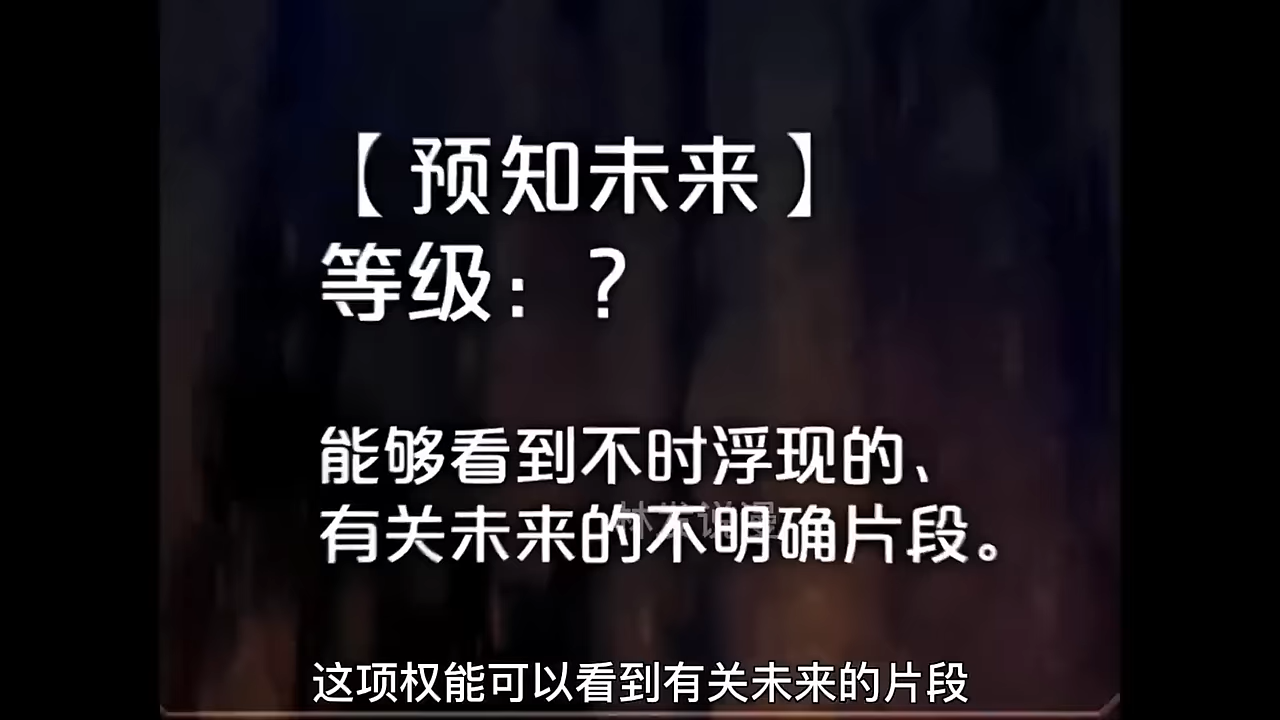 【预知未来】
等级：？
能够看到不时浮现的、
有关未来的不明确片段。
这项权能可以看到有关未来的片段